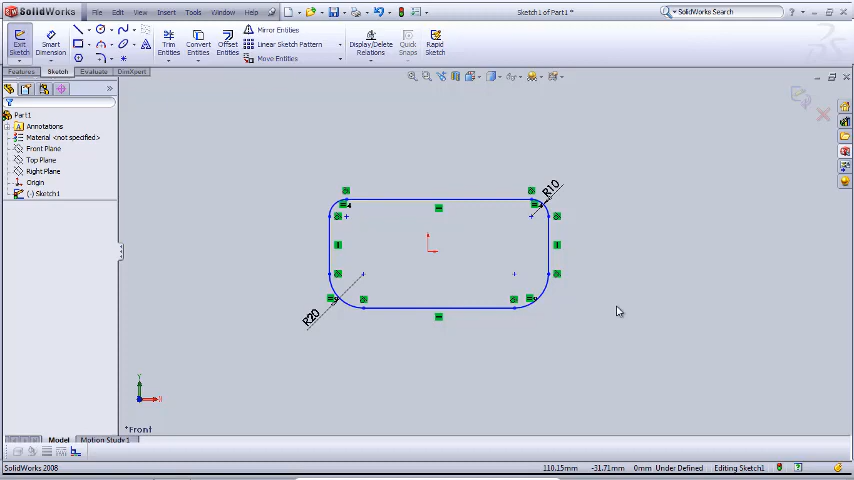 SolidWorks
File Edit View Insert Tools Window Help
Sketch1 of Part1 *
SolidWorks Search
Exit Sketch
Smart Dimension
Trim Entities
Convert Entities
Offset Entities
Mirror Entities
Linear Sketch Pattern
Move Entities
Display/Delete Relations
Quick Snaps
Rapid Sketch
Features Sketch Evaluate DimXpert
Part1
Annotations
Material <not specified>
Front Plane
Top Plane
Right Plane
Origin
(-) Sketch1
R10
R20
Y
X
*Front
Model Motion Study 1
SolidWorks 2008
110.15mm -31.71mm 0mm Under Defined Editing Sketch1